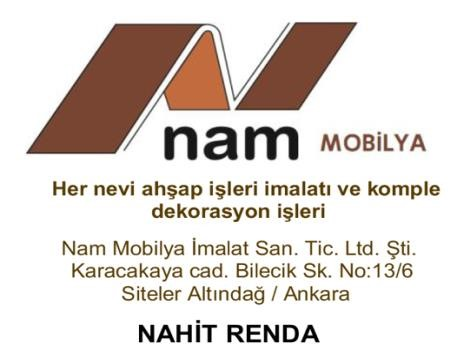 nam MOBİLYA
Her nevi ahşap işleri imalatı ve komple
dekorasyon işleri
Nam Mobilya İmalat San. Tic. Ltd. Şti.
Karacakaya cad. Bilecik Sk. No:13/6
Siteler Altındağ / Ankara
NAHİT RENDA